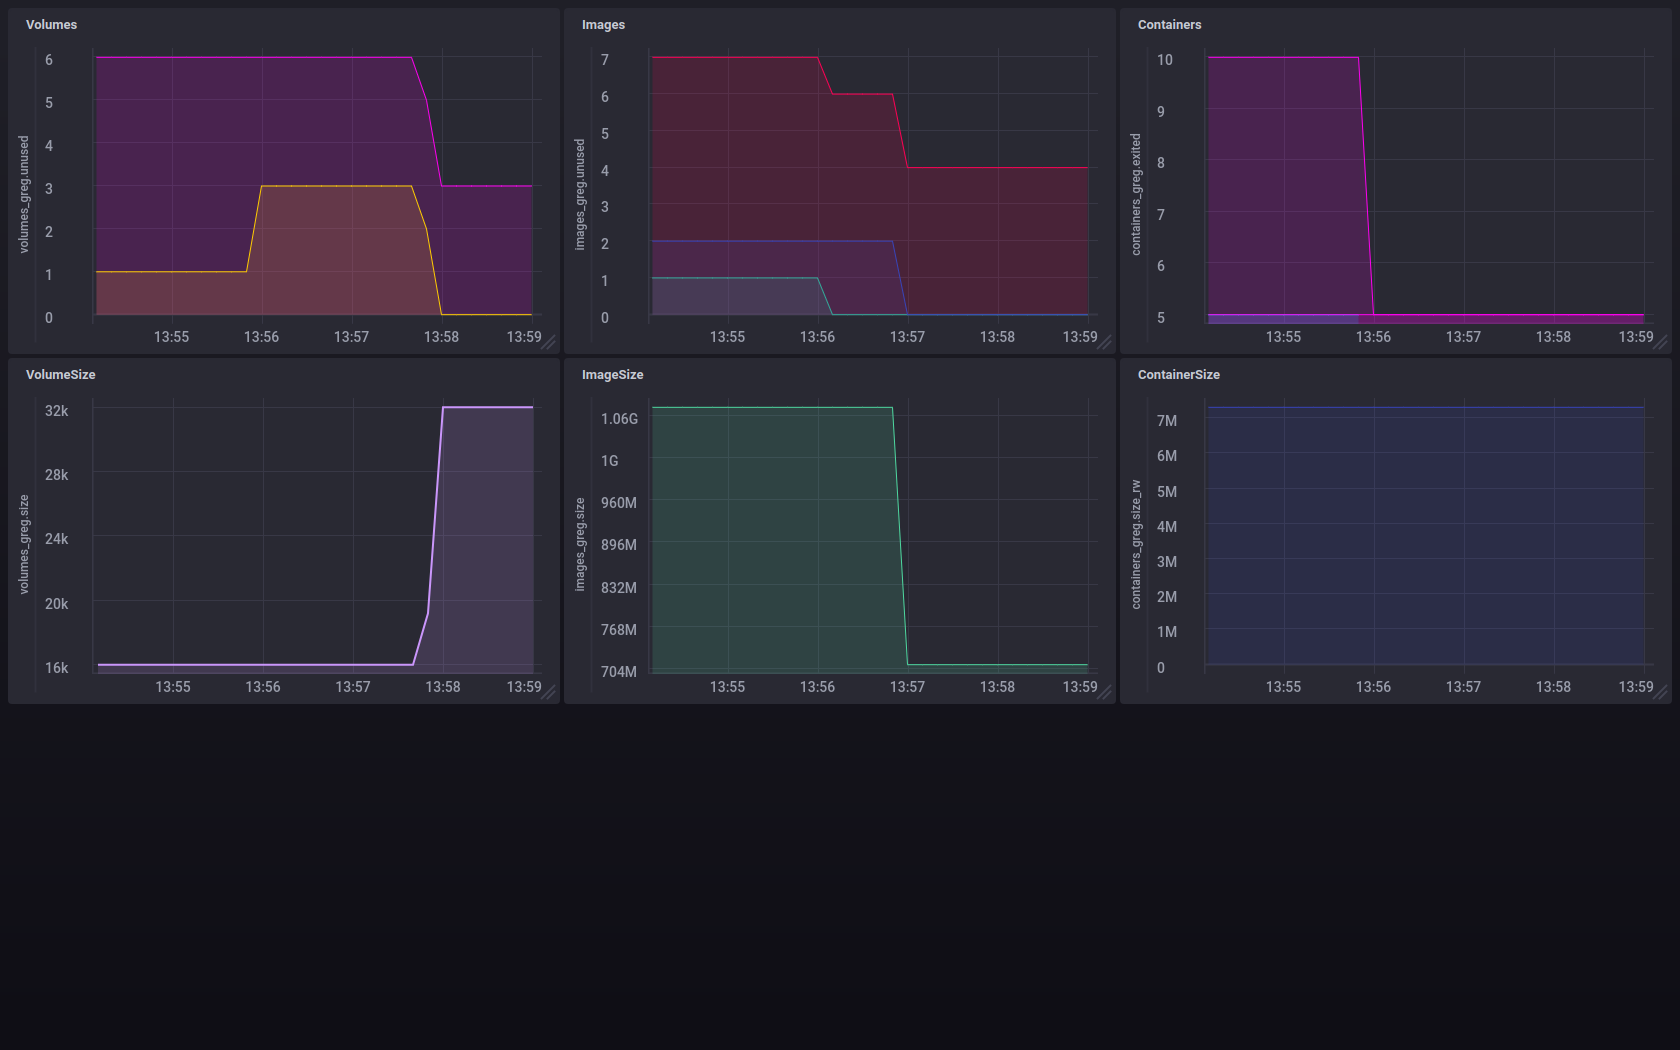 Volumes
volumes_greg.unused
6
5
4
3
2
1
0
13:55 13:56 13:57 13:58 13:59
Images
images_greg.unused
7
6
5
4
3
2
1
0
13:55 13:56 13:57 13:58 13:59
Containers
containers_greg.exited
10
9
8
7
6
5
13:55 13:56 13:57 13:58 13:59
VolumeSize
volumes_greg.size
32k
28k
24k
20k
16k
13:55 13:56 13:57 13:58 13:59
ImageSize
images_greg.size
1.06G
1G
960M
896M
832M
768M
704M
13:55 13:56 13:57 13:58 13:59
ContainerSize
containers_greg.size_rw
7M
6M
5M
4M
3M
2M
1M
0
13:55 13:56 13:57 13:58 13:59